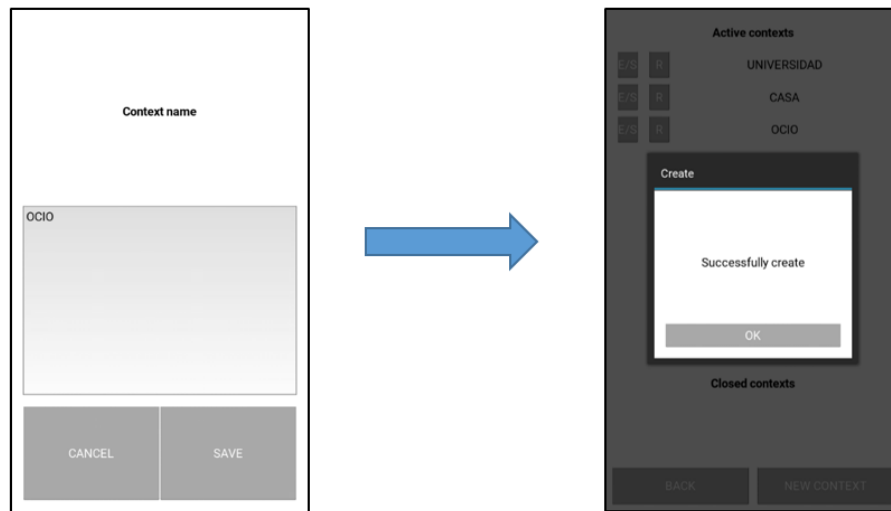 Context name
OCIO
CANCEL SAVE
Active contexts
E/S R UNIVERSIDAD
E/S R CASA
E/S R OCIO
Create
Successfully create
OK
Closed contexts
BACK NEW CONTEXT